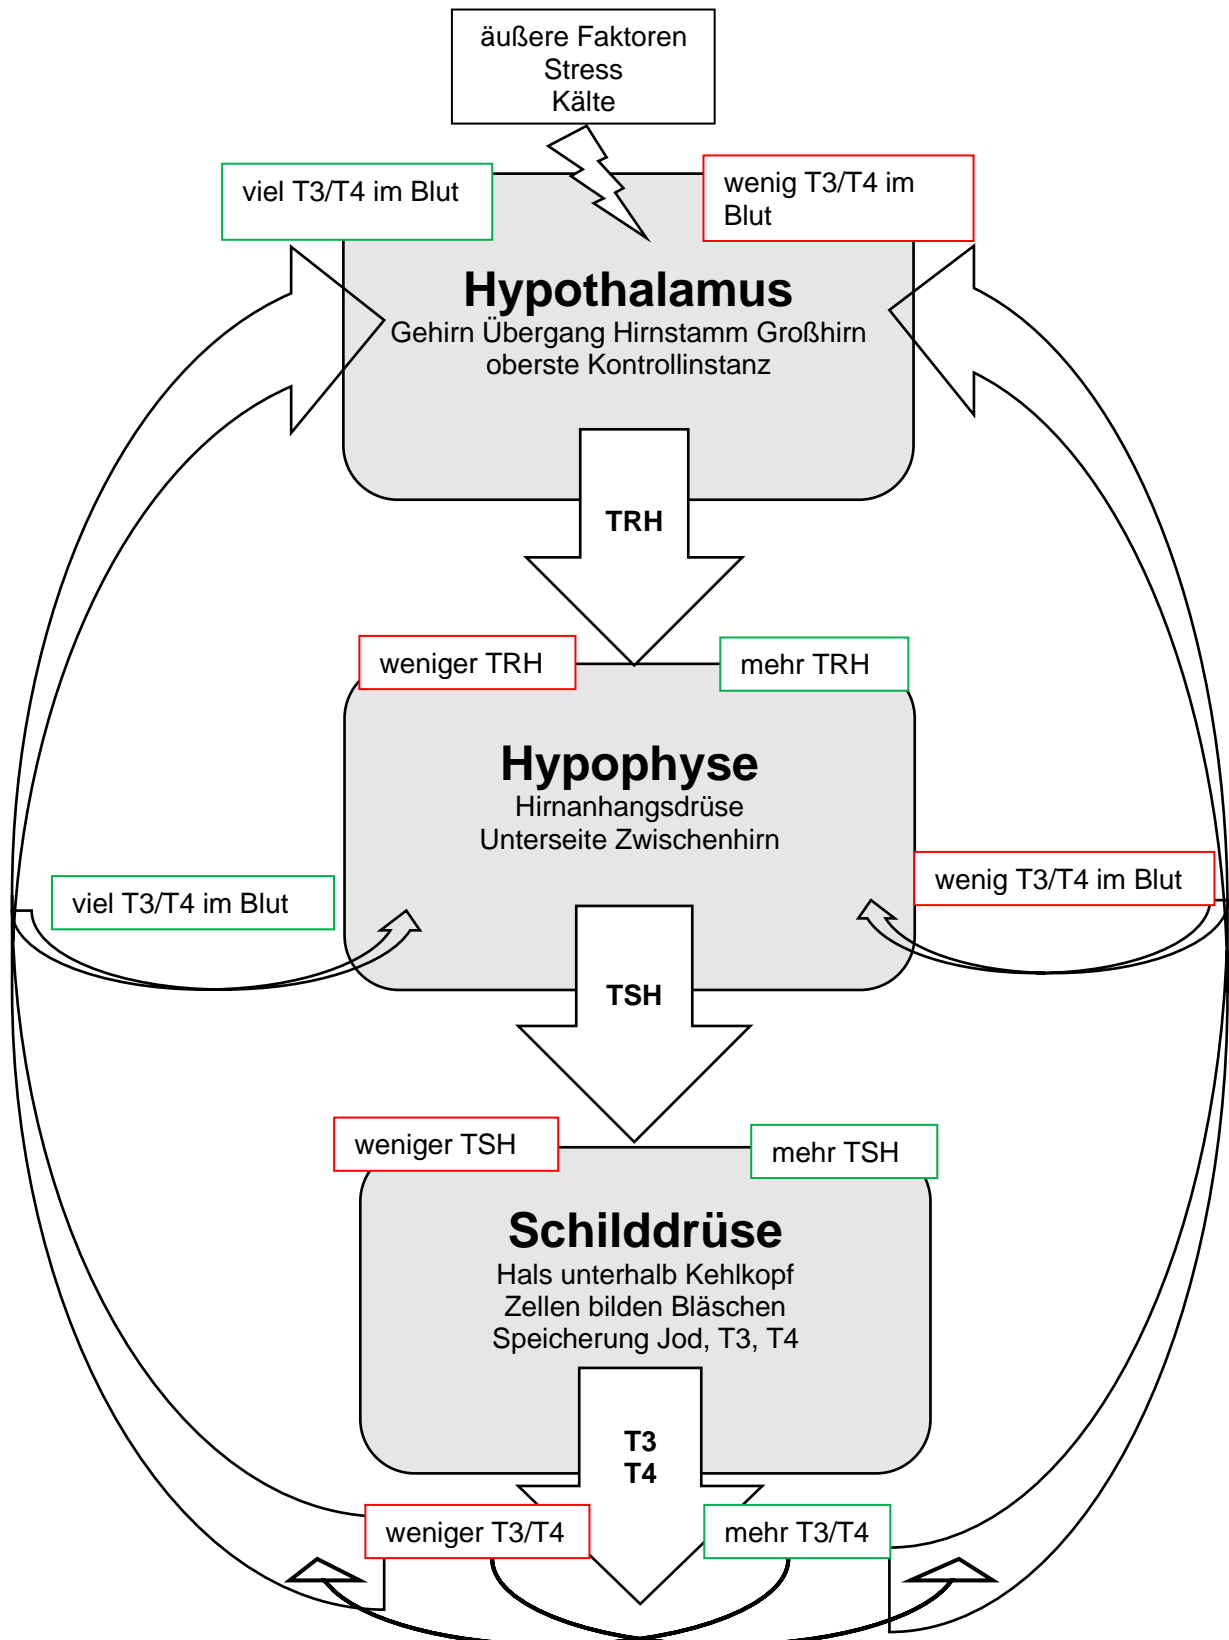 äußere Faktoren
Stress
Kälte
viel T3/T4 im Blut
wenig T3/T4 im
Blut
Hypothalamus
Gehirn Übergang Hirnstamm Großhirn
oberste Kontrollinstanz
TRH
weniger TRH
mehr TRH
Hypophyse
Hirnanhangsdrüse
Unterseite Zwischenhirn
viel T3/T4 im Blut
wenig T3/T4 im Blut
TSH
weniger TSH
mehr TSH
Schilddrüse
Hals unterhalb Kehlkopf
Zellen bilden Bläschen
Speicherung Jod, T3, T4
T3
T4
weniger T3/T4
mehr T3/T4